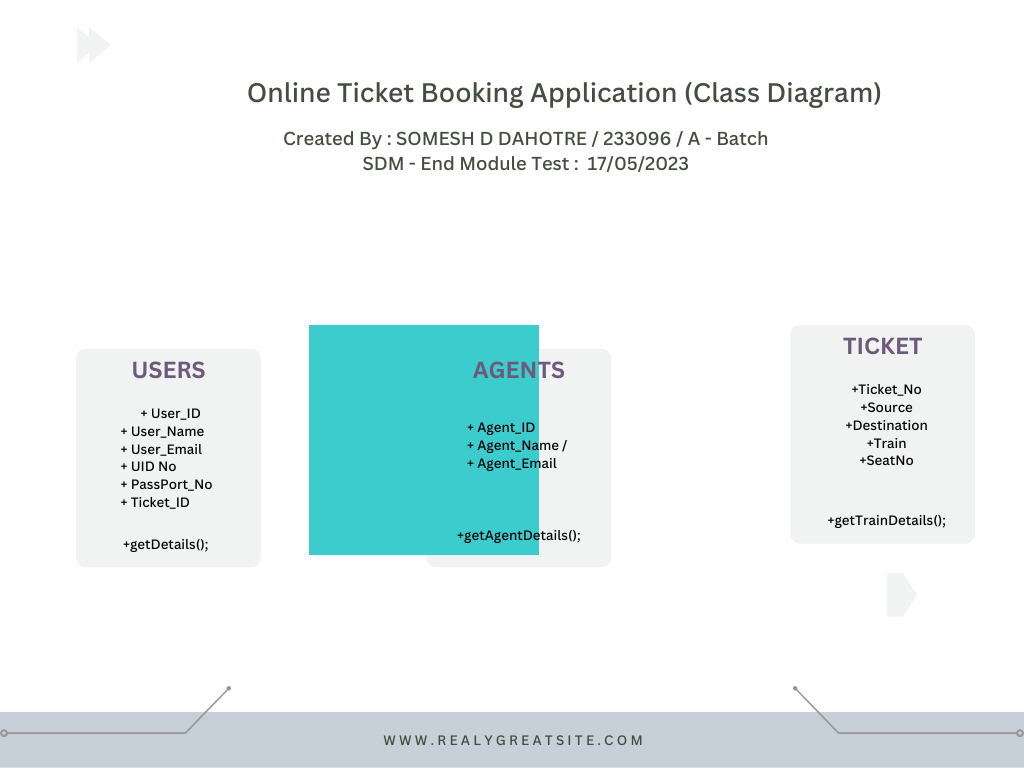 Online Ticket Booking Application (Class Diagram)
Created By : SOMESH D DAHOTRE / 233096 / A - Batch
SDM - End Module Test : 17/05/2023
USERS
+ User_ID
+ User_Name
+ User_Email
+ UID No
+ PassPort_No
+ Ticket_ID
+getDetails();
AGENTS
+ Agent_ID
+ Agent_Name /
+ Agent_Email
+getAgentDetails();
TICKET
+Ticket_No
+Source
+Destination
+Train
+SeatNo
+getTrainDetails();
WWW.REALYGREATSITE.COM